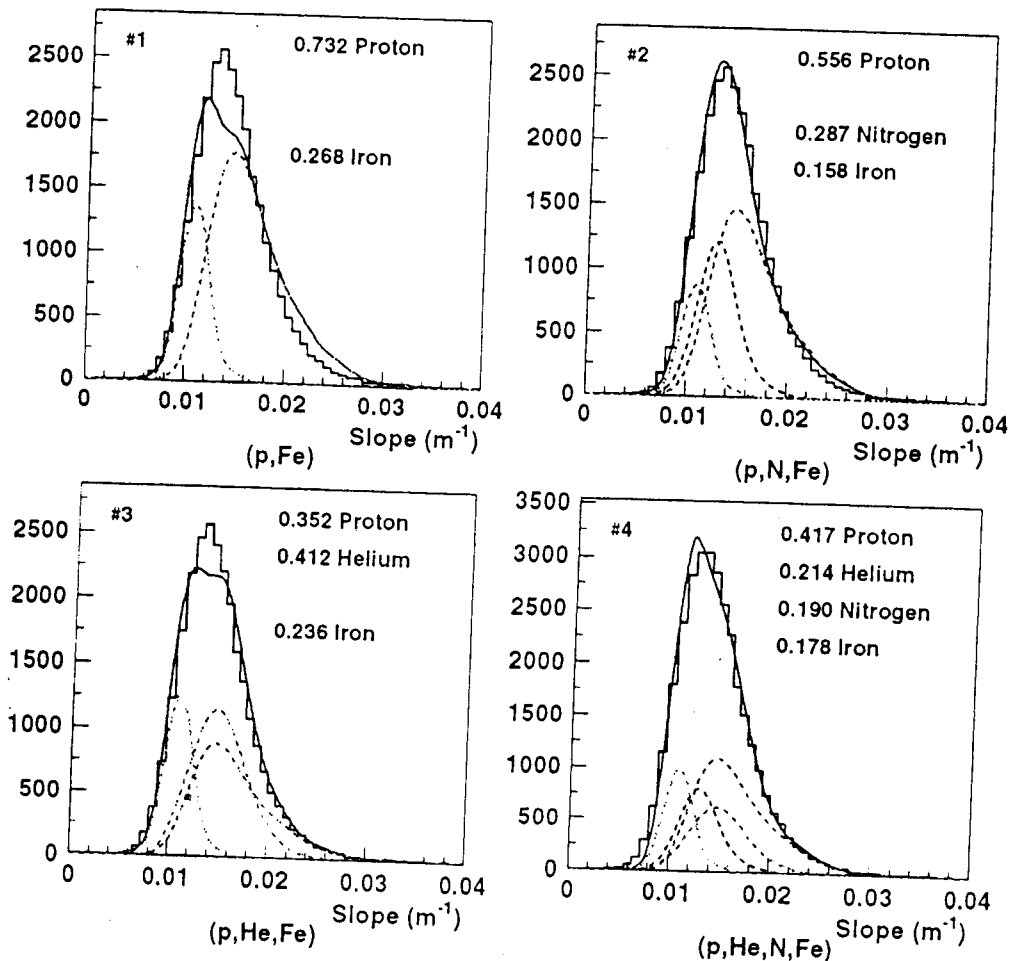 #1
0.732 Proton
0.268 Iron
2500
2000
1500
1000
500
0
0
0.01
0.02
0.03
0.04
Slope (m⁻¹)
(p,Fe)
#2
0.556 Proton
0.287 Nitrogen
0.158 Iron
2500
2000
1500
1000
500
0
0
0.01
0.02
0.03
0.04
Slope (m⁻¹)
(p,N,Fe)
#3
0.352 Proton
0.412 Helium
0.236 Iron
2500
2000
1500
1000
500
0
0
0.01
0.02
0.03
0.04
Slope (m⁻¹)
(p,He,Fe)
#4
0.417 Proton
0.214 Helium
0.190 Nitrogen
0.178 Iron
3500
3000
2500
2000
1500
1000
500
0
0
0.01
0.02
0.03
0.04
Slope (m⁻¹)
(p,He,N,Fe)